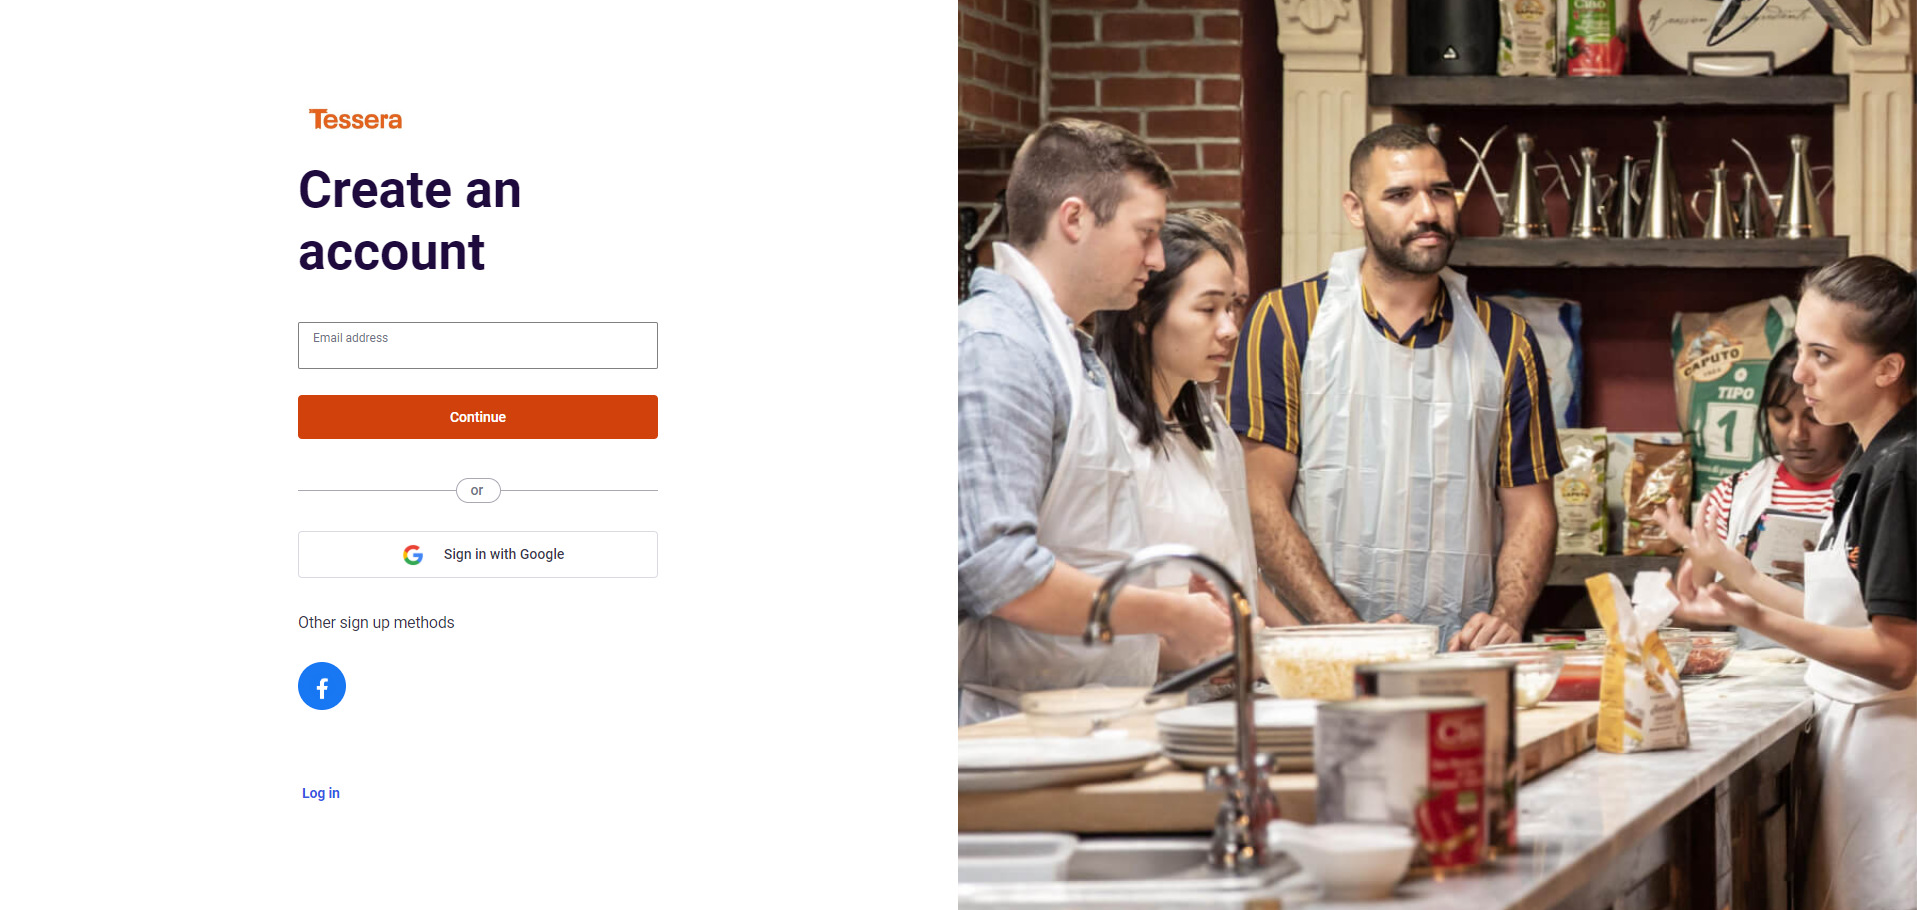 Tessera
Create an
account
Email address
Continue
or
Sign in with Google
Other sign up methods
Log in
CAPUTO
TIPO
1